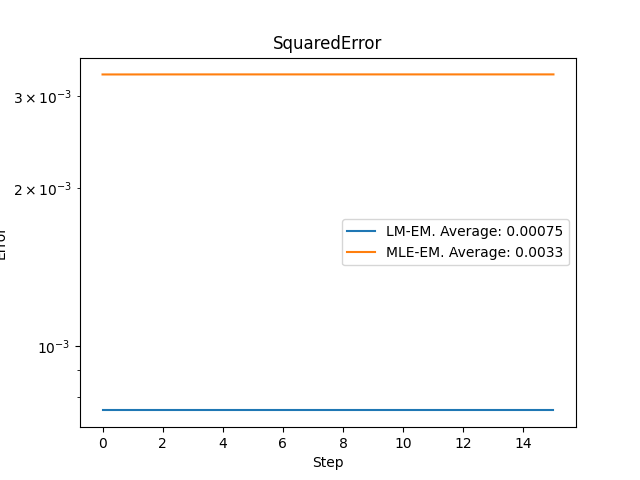 SquaredError
3 × 10⁻³
2 × 10⁻³
10⁻³
Error
LM-EM. Average: 0.00075
MLE-EM. Average: 0.0033
0 2 4 6 8 10 12 14
Step